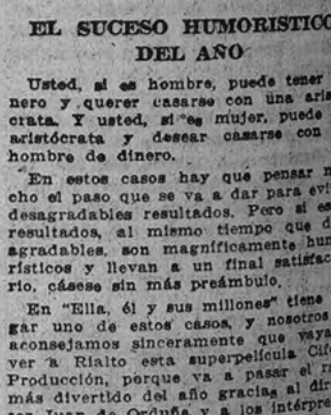 EL SUCESO HUMORISTICO
DEL AÑO
Usted, si es hombre, puede tener
nero y querer casarse con una aris
crata. Y usted, si es mujer, puede
aristócrata y desear casarse con
hombre de dinero.
En estos casos hay que pensar m
cho el paso que se va a dar para evi
desagradables resultados. Pero si es
resultados, al mismo tiempo que d
agradables, son magníficamente hum
rísticos y llevan a un final satisfac
rio, cásese sin más preámbulo.
En "Ella, él y sus millones" tiene
gar uno de estos casos, y nosotros
aconsejamos sinceramente que vaya
ver a Rialto esta superpelícula Cif
Producción, porque va a pasar el r
más divertido del año gracias al dir
Juan de Orduña y a los intérpre